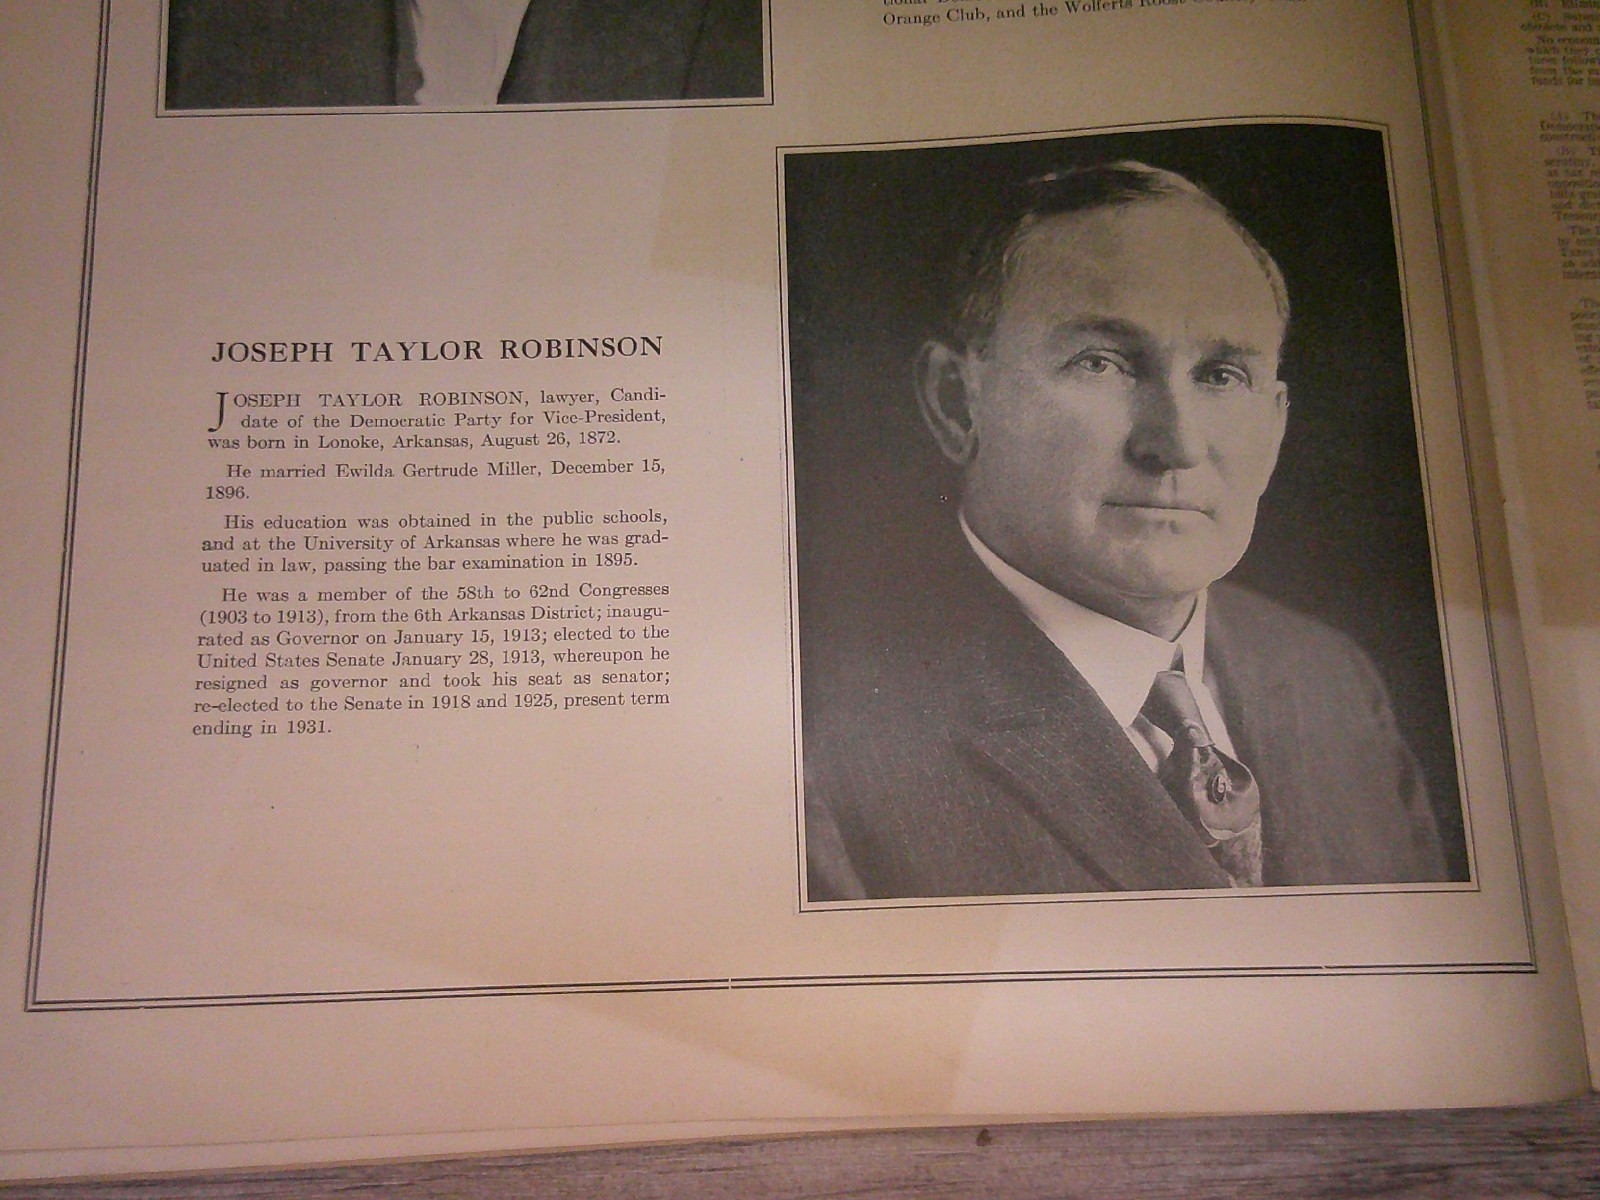 Orange Club, and the Wolferts Roost
JOSEPH TAYLOR ROBINSON
JOSEPH TAYLOR ROBINSON, lawyer, Candi-
date of the Democratic Party for Vice-President,
was born in Lonoke, Arkansas, August 26, 1872.
He married Ewilda Gertrude Miller, December 15,
1896.
His education was obtained in the public schools,
and at the University of Arkansas where he was grad-
uated in law, passing the bar examination in 1895.
He was a member of the 58th to 62nd Congresses
(1903 to 1913), from the 6th Arkansas District; inaugu-
rated as Governor on January 15, 1913; elected to the
United States Senate January 28, 1913, whereupon he
resigned as governor and took his seat as senator;
re-elected to the Senate in 1918 and 1925, present term
ending in 1931.